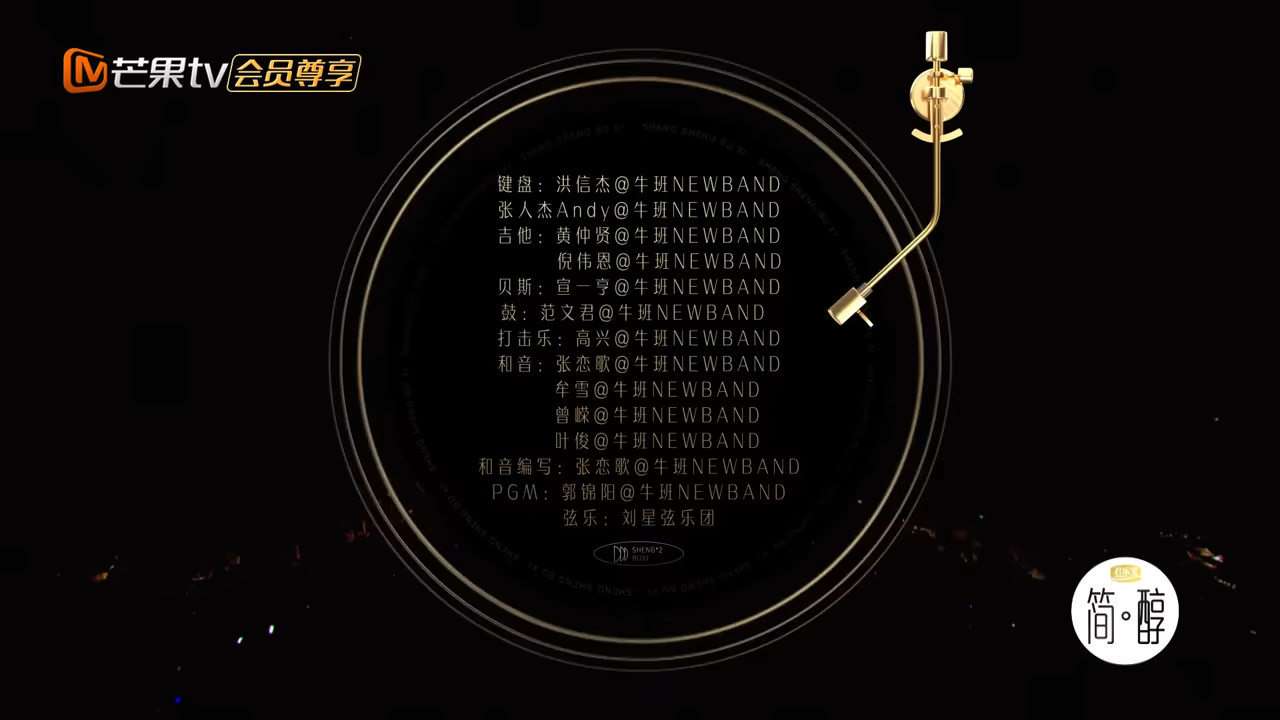 芒果tv会员尊享
键盘：洪信杰@牛班NEWBAND
张人杰Andy@牛班NEWBAND
吉他：黄仲贤@牛班NEWBAND
倪伟恩@牛班NEWBAND
贝斯：宣一亨@牛班NEWBAND
鼓：范文君@牛班NEWBAND
打击乐：高兴@牛班NEWBAND
和音：张恋歌@牛班NEWBAND
牟雪@牛班NEWBAND
曾嵘@牛班NEWBAND
叶俊@牛班NEWBAND
和音编写：张恋歌@牛班NEWBAND
PGM：郭锦阳@牛班NEWBAND
弦乐：刘星弦乐团
SHENG*2
BUXI
SHENG SHENG BU XI
君乐宝
简。醇